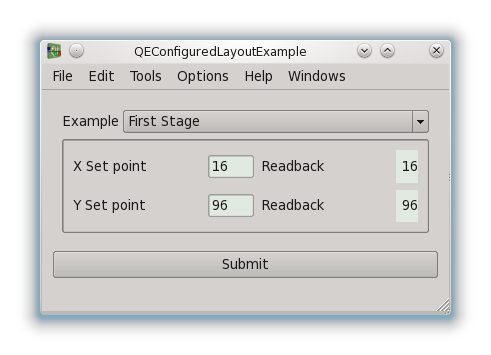 QEConfiguredLayoutExample
File Edit Tools Options Help Windows
Example First Stage
X Set point 16 Readback 16
Y Set point 96 Readback 96
Submit